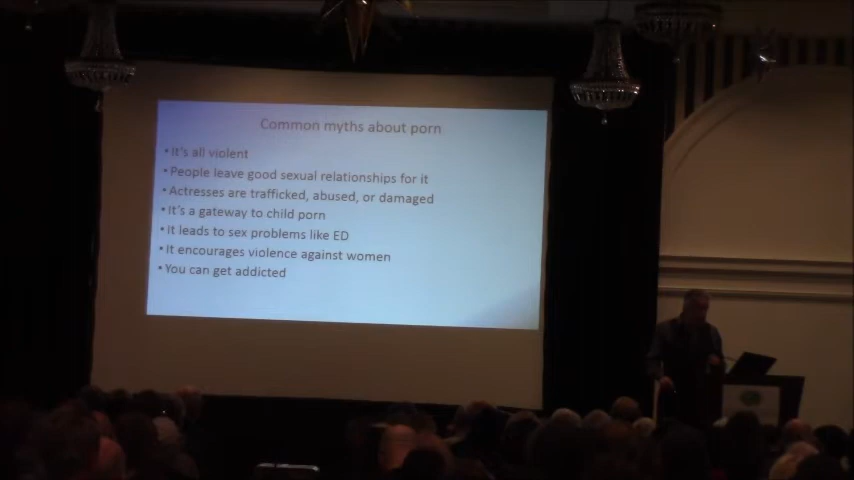 Common myths about porn
• It's all violent
• People leave good sexual relationships for it
• Actresses are trafficked, abused, or damaged
• It's a gateway to child porn
• It leads to sex problems like ED
• It encourages violence against women
• You can get addicted